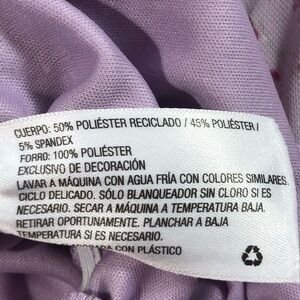 CUERPO: 50% POLIÉSTER RECICLADO / 45% POLIÉSTER /
5% SPANDEX
FORRO: 100% POLIÉSTER
EXCLUSIVO DE DECORACIÓN
LAVAR A MÁQUINA CON AGUA FRÍA CON COLORES SIMILARES.
CICLO DELICADO. SÓLO BLANQUEADOR SIN CLORO SI ES
NECESARIO. SECAR A MÁQUINA A TEMPERATURA BAJA.
RETIRAR OPORTUNAMENTE. PLANCHAR A BAJA
TEMPERATURA SI ES NECESARIO.
CON PLÁSTICO